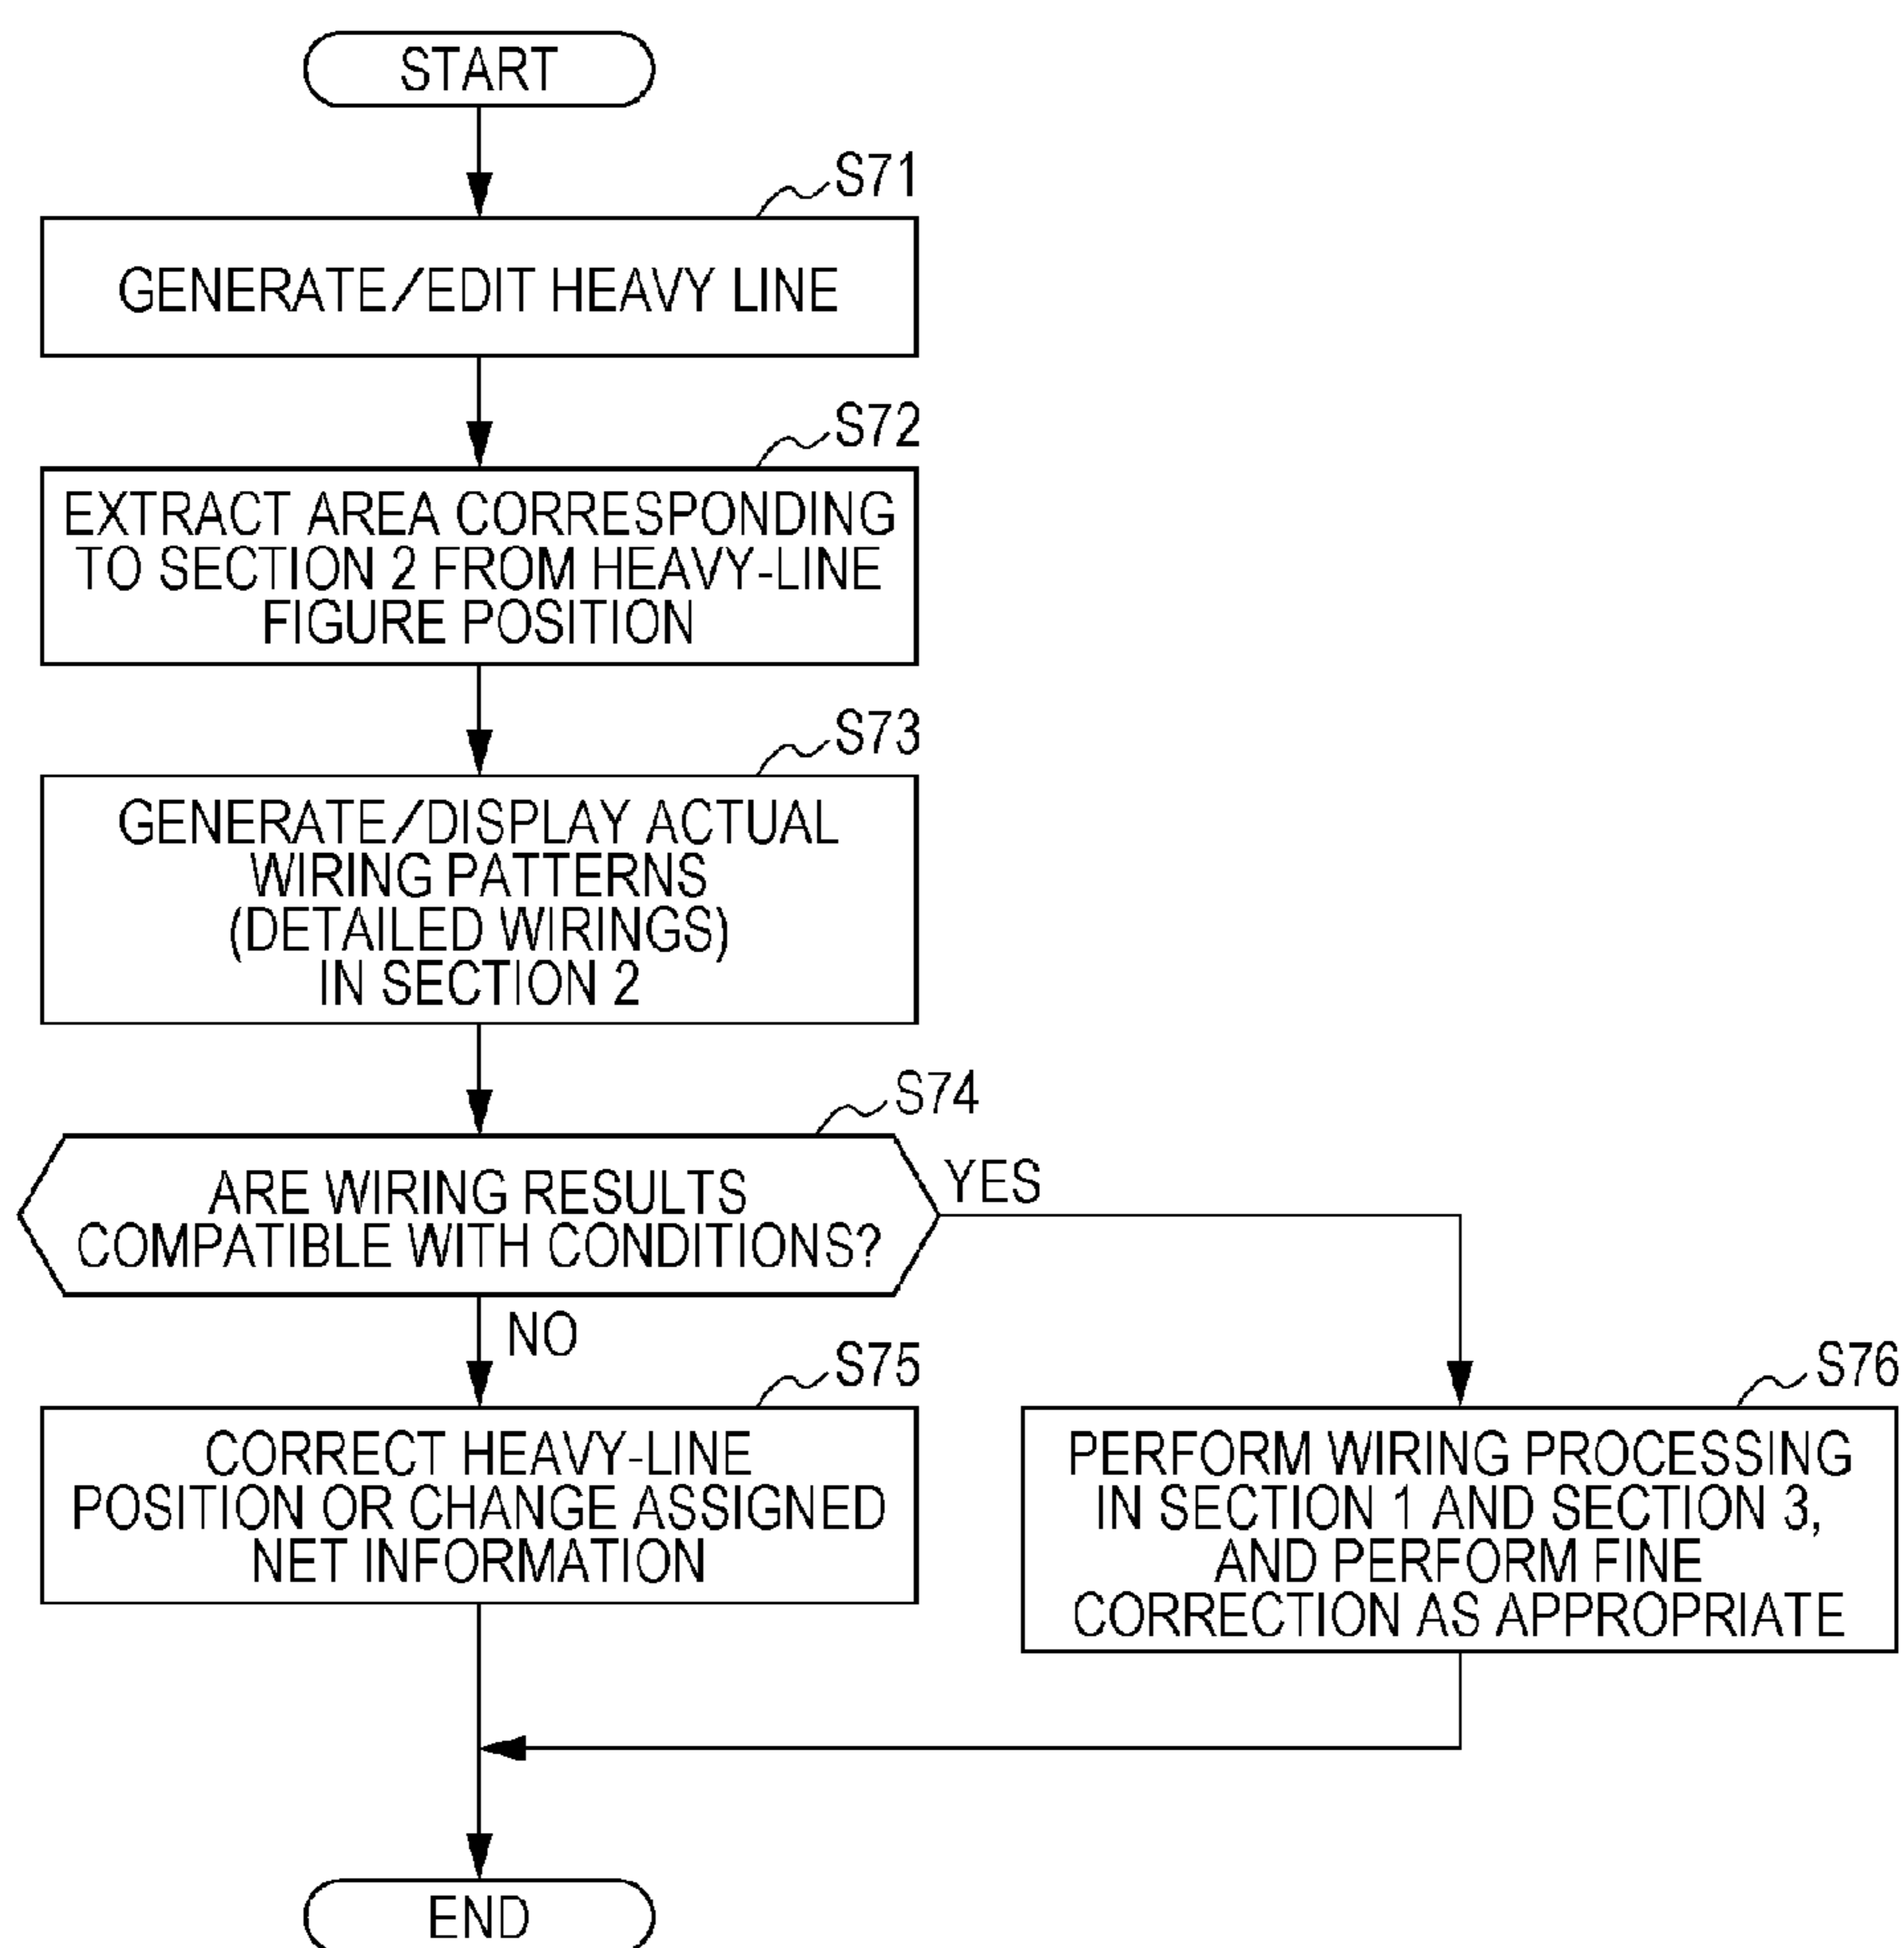 START
S71
GENERATE/EDIT HEAVY LINE
S72
EXTRACT AREA CORRESPONDING
TO SECTION 2 FROM HEAVY-LINE
FIGURE POSITION
S73
GENERATE/DISPLAY ACTUAL
WIRING PATTERNS
(DETAILED WIRINGS)
IN SECTION 2
S74
ARE WIRING RESULTS
COMPATIBLE WITH CONDITIONS?
YES
NO
S75
CORRECT HEAVY-LINE
POSITION OR CHANGE ASSIGNED
NET INFORMATION
S76
PERFORM WIRING PROCESSING
IN SECTION 1 AND SECTION 3,
AND PERFORM FINE
CORRECTION AS APPROPRIATE
END